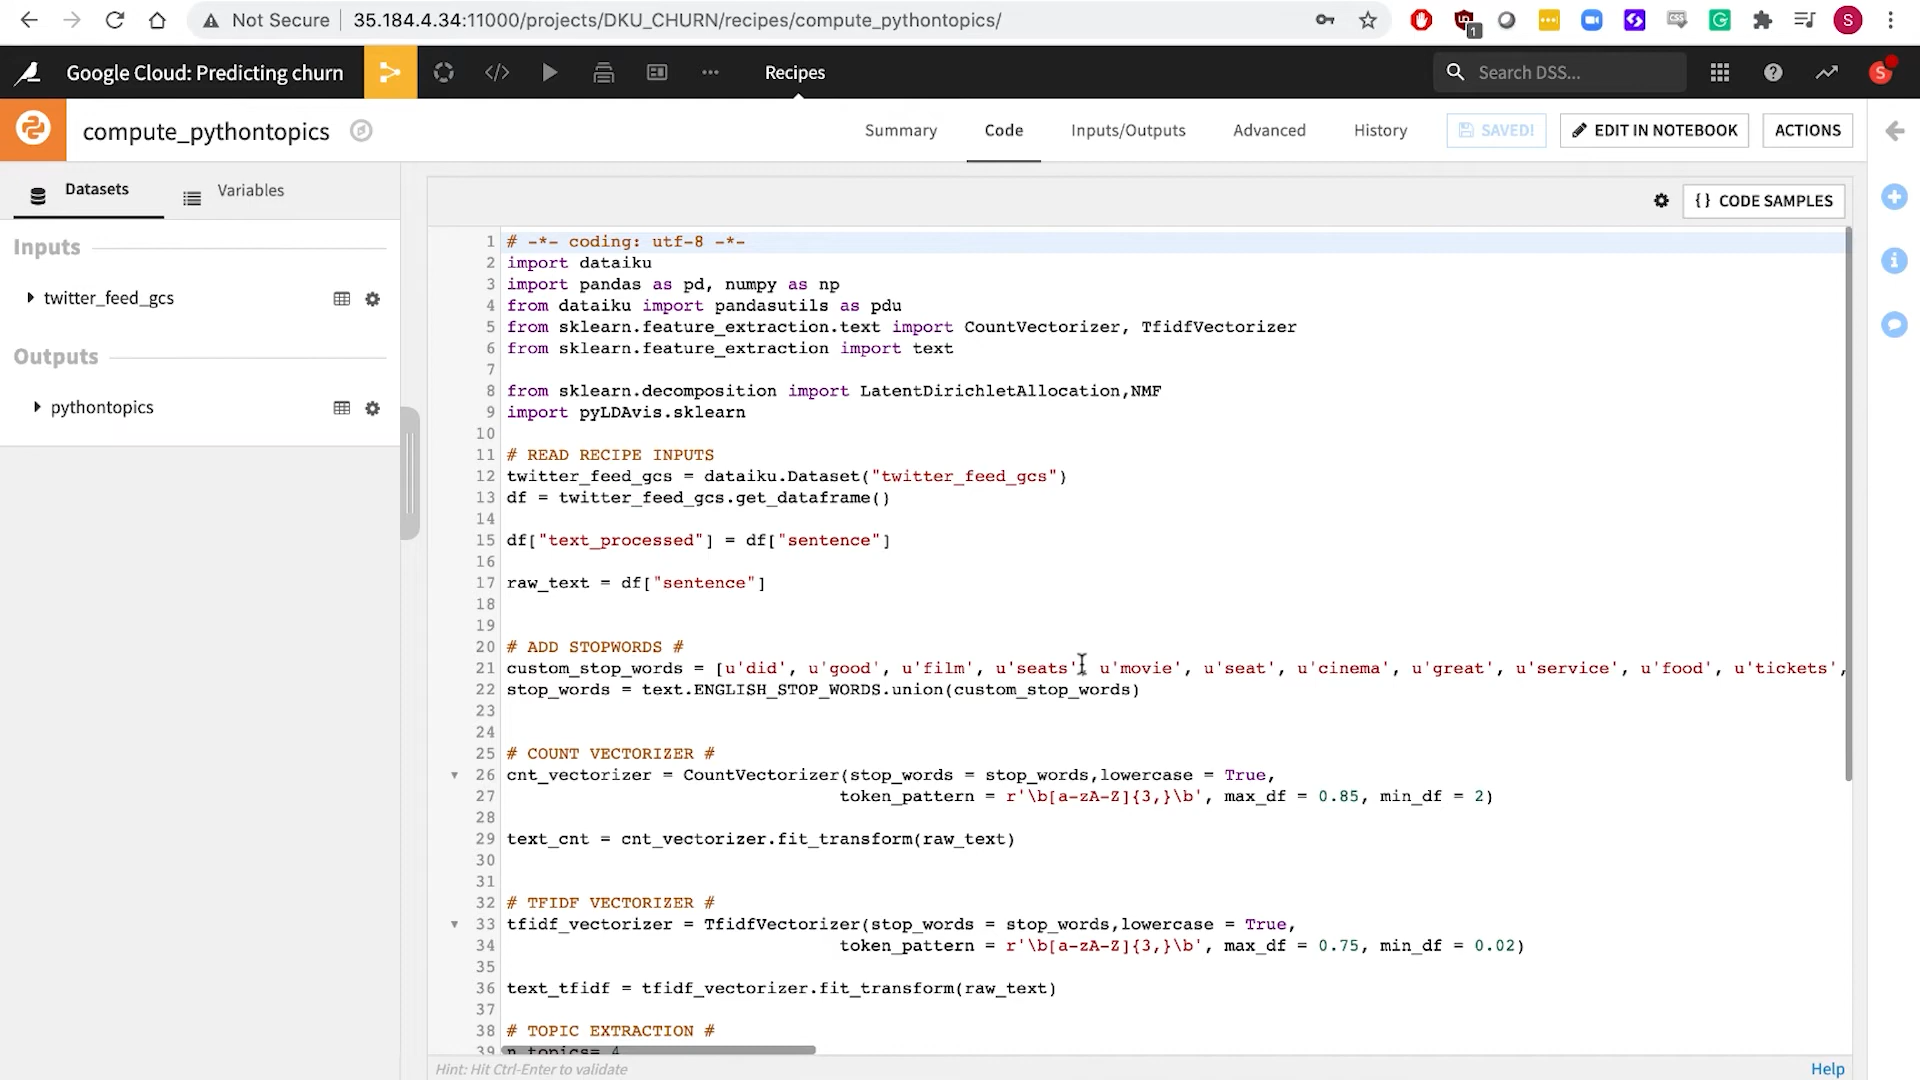 Not Secure 35.184.4.34:11000/projects/DKU_CHURN/recipes/compute_pythontopics/
1
S
Google Cloud: Predicting churn
Recipes
Search DSS...
S
compute_pythontopics
Summary
Code
Inputs/Outputs
Advanced
History
SAVED!
EDIT IN NOTEBOOK
ACTIONS
Datasets
Variables
{} CODE SAMPLES
Inputs
twitter_feed_gcs
Outputs
pythontopics
1 # -*- coding: utf-8 -*-
2 import dataiku
3 import pandas as pd, numpy as np
4 from dataiku import pandasutils as pdu
5 from sklearn.feature_extraction.text import CountVectorizer, TfidfVectorizer
6 from sklearn.feature_extraction import text
7
8 from sklearn.decomposition import LatentDirichletAllocation,NMF
9 import pyLDAvis.sklearn
10
11 # READ RECIPE INPUTS
12 twitter_feed_gcs = dataiku.Dataset("twitter_feed_gcs")
13 df = twitter_feed_gcs.get_dataframe()
14
15 df["text_processed"] = df["sentence"]
16
17 raw_text = df["sentence"]
18
19
20 # ADD STOPWORDS #
21 custom_stop_words = [u'did', u'good', u'film', u'seats', u'movie', u'seat', u'cinema', u'great', u'service', u'food', u'tickets',
22 stop_words = text.ENGLISH_STOP_WORDS.union(custom_stop_words)
23
24
25 # COUNT VECTORIZER #
26 cnt_vectorizer = CountVectorizer(stop_words = stop_words,lowercase = True,
27 token_pattern = r'\b[a-zA-Z]{3,}\b', max_df = 0.85, min_df = 2)
28
29 text_cnt = cnt_vectorizer.fit_transform(raw_text)
30
31
32 # TFIDF VECTORIZER #
33 tfidf_vectorizer = TfidfVectorizer(stop_words = stop_words,lowercase = True,
34 token_pattern = r'\b[a-zA-Z]{3,}\b', max_df = 0.75, min_df = 0.02)
35
36 text_tfidf = tfidf_vectorizer.fit_transform(raw_text)
37
38 # TOPIC EXTRACTION #
39 n_topics= 4
Hint: Hit Ctrl-Enter to validate
Help